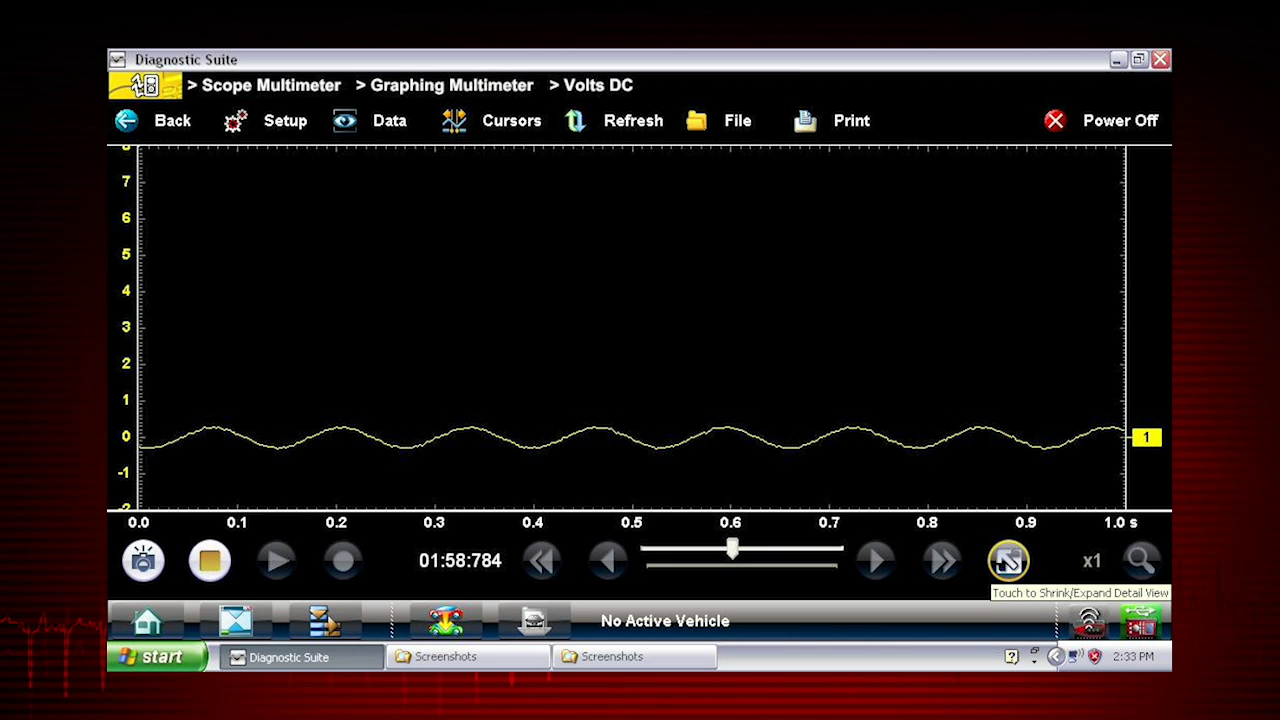 Diagnostic Suite
> Scope Multimeter > Graphing Multimeter > Volts DC
Back Setup Data Cursors Refresh File Print Power Off
8
7
6
5
4
3
2
1
0
1
-1
-2
0.0 0.1 0.2 0.3 0.4 0.5 0.6 0.7 0.8 0.9 1.0 s
01:58:784 x1
Touch to Shrink/Expand Detail View
No Active Vehicle
start Diagnostic Suite Screenshots Screenshots 2:33 PM